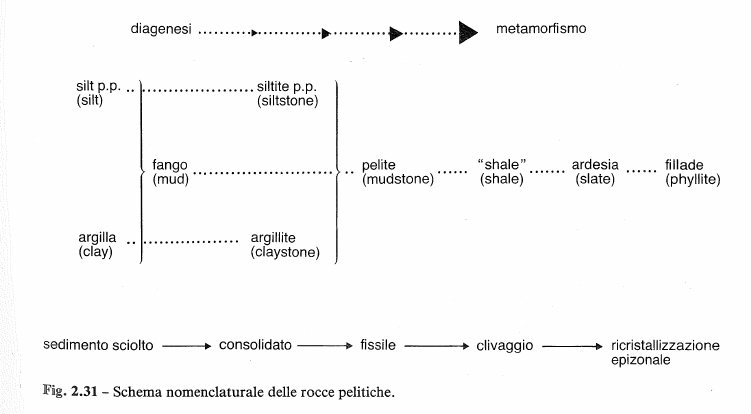 diagenesi metamorfismo
silt p.p. siltite p.p.
(silt) (siltstone)
fango pelite "shale" ardesia fillade
(mud) (mudstone) (shale) (slate) (phyllite)
argilla argillite
(clay) (claystone)
sedimento sciolto consolidato fissile clivaggio ricristallizzazione
epizonale
Fig. 2.31 – Schema nomenclaturale delle rocce pelitiche.